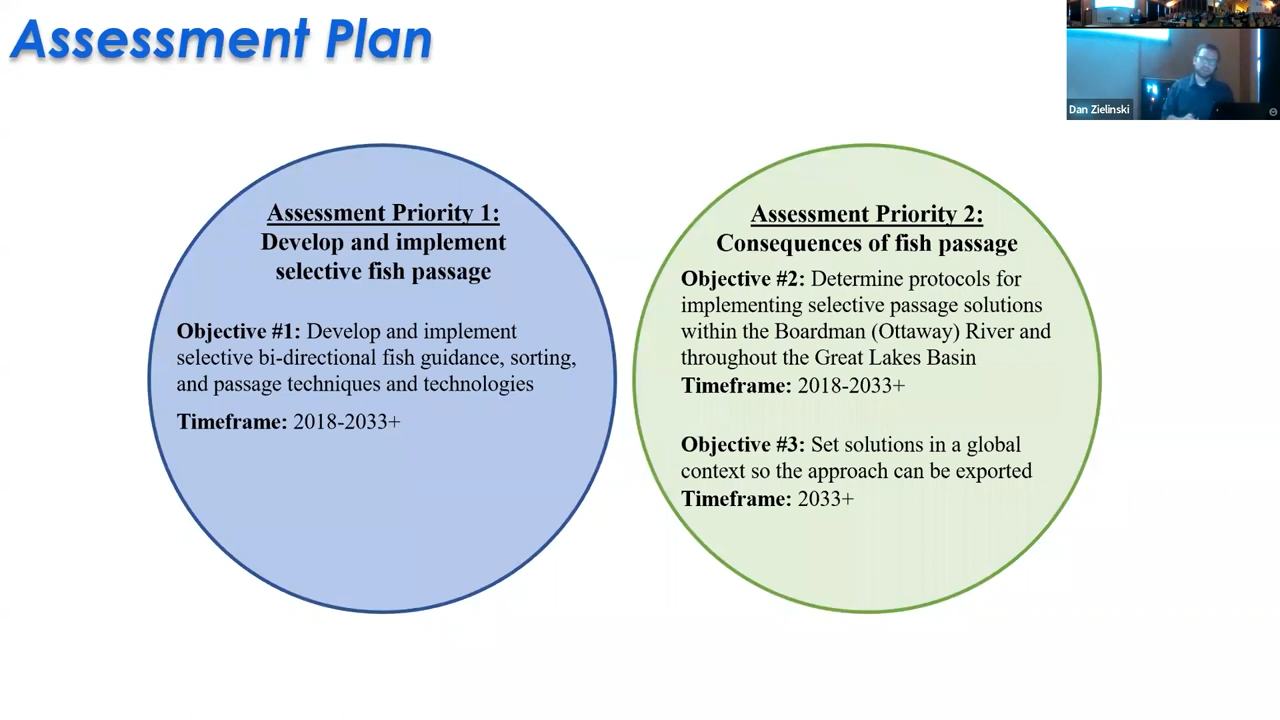 Assessment Plan
Dan Zielinski
Assessment Priority 1:
Develop and implement
selective fish passage
Objective #1: Develop and implement
selective bi-directional fish guidance, sorting,
and passage techniques and technologies
Timeframe: 2018-2033+
Assessment Priority 2:
Consequences of fish passage
Objective #2: Determine protocols for
implementing selective passage solutions
within the Boardman (Ottaway) River and
throughout the Great Lakes Basin
Timeframe: 2018-2033+
Objective #3: Set solutions in a global
context so the approach can be exported
Timeframe: 2033+